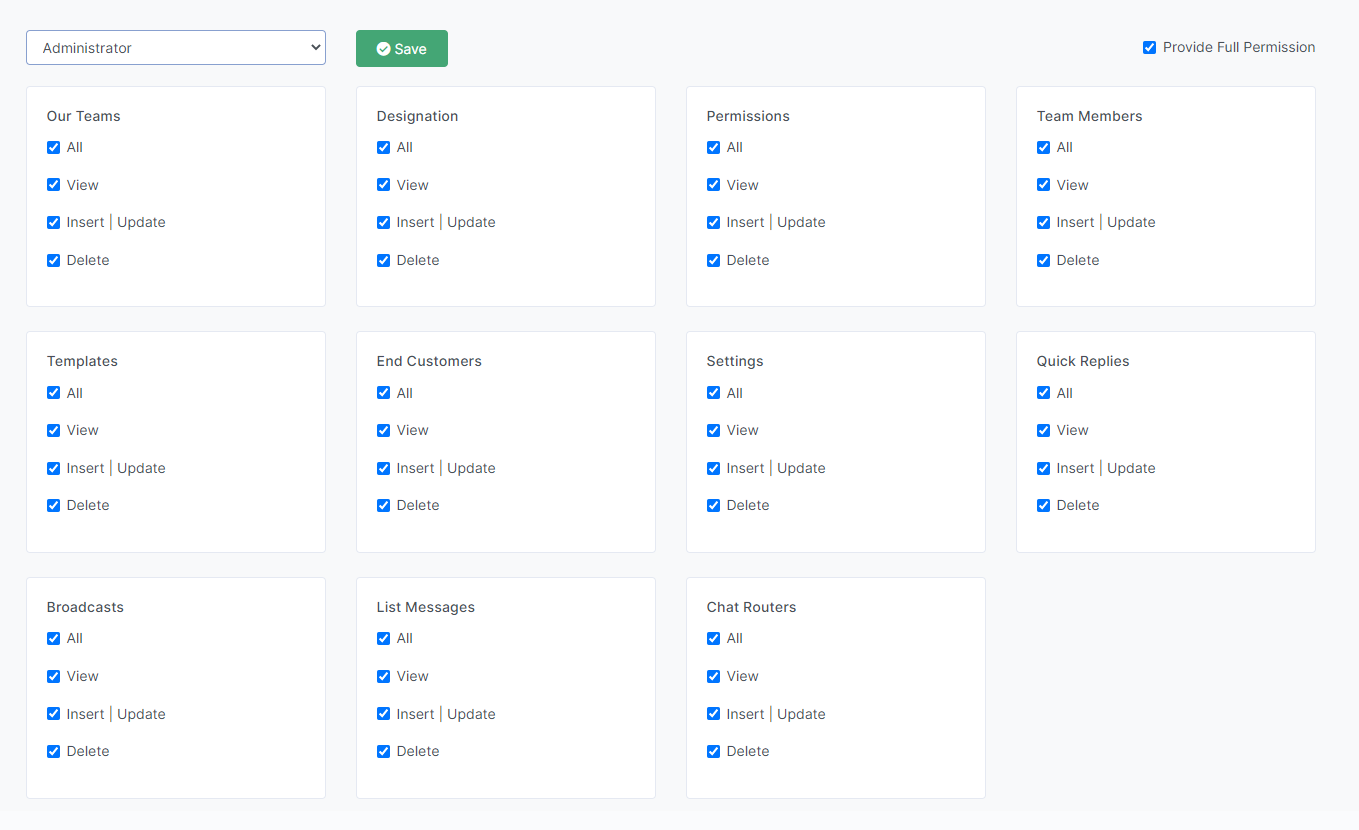 Administrator
Save
Provide Full Permission
Our Teams
All
View
Insert | Update
Delete
Designation
All
View
Insert | Update
Delete
Permissions
All
View
Insert | Update
Delete
Team Members
All
View
Insert | Update
Delete
Templates
All
View
Insert | Update
Delete
End Customers
All
View
Insert | Update
Delete
Settings
All
View
Insert | Update
Delete
Quick Replies
All
View
Insert | Update
Delete
Broadcasts
All
View
Insert | Update
Delete
List Messages
All
View
Insert | Update
Delete
Chat Routers
All
View
Insert | Update
Delete